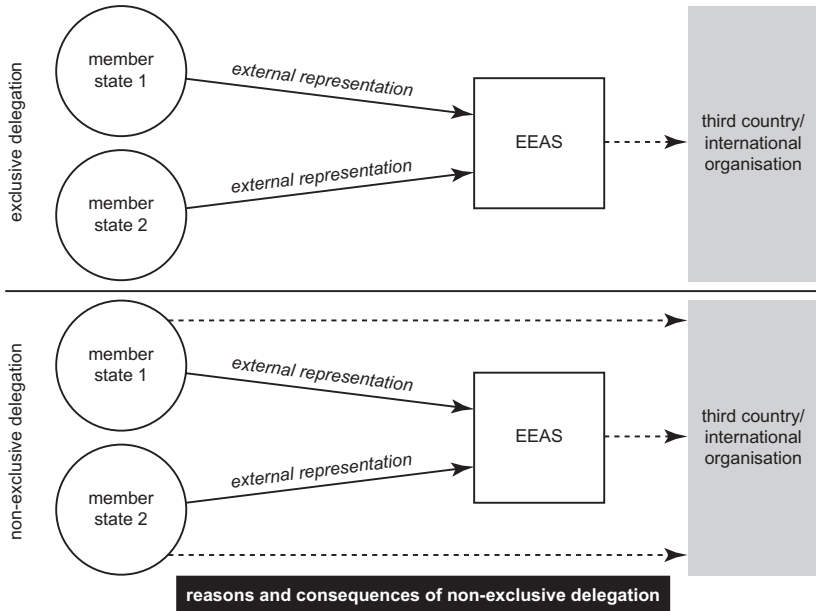 exclusive delegation
member
state 1
external representation
member
state 2
external representation
EEAS
third country/
international
organisation
non-exclusive delegation
member
state 1
external representation
member
state 2
external representation
EEAS
third country/
international
organisation
reasons and consequences of non-exclusive delegation